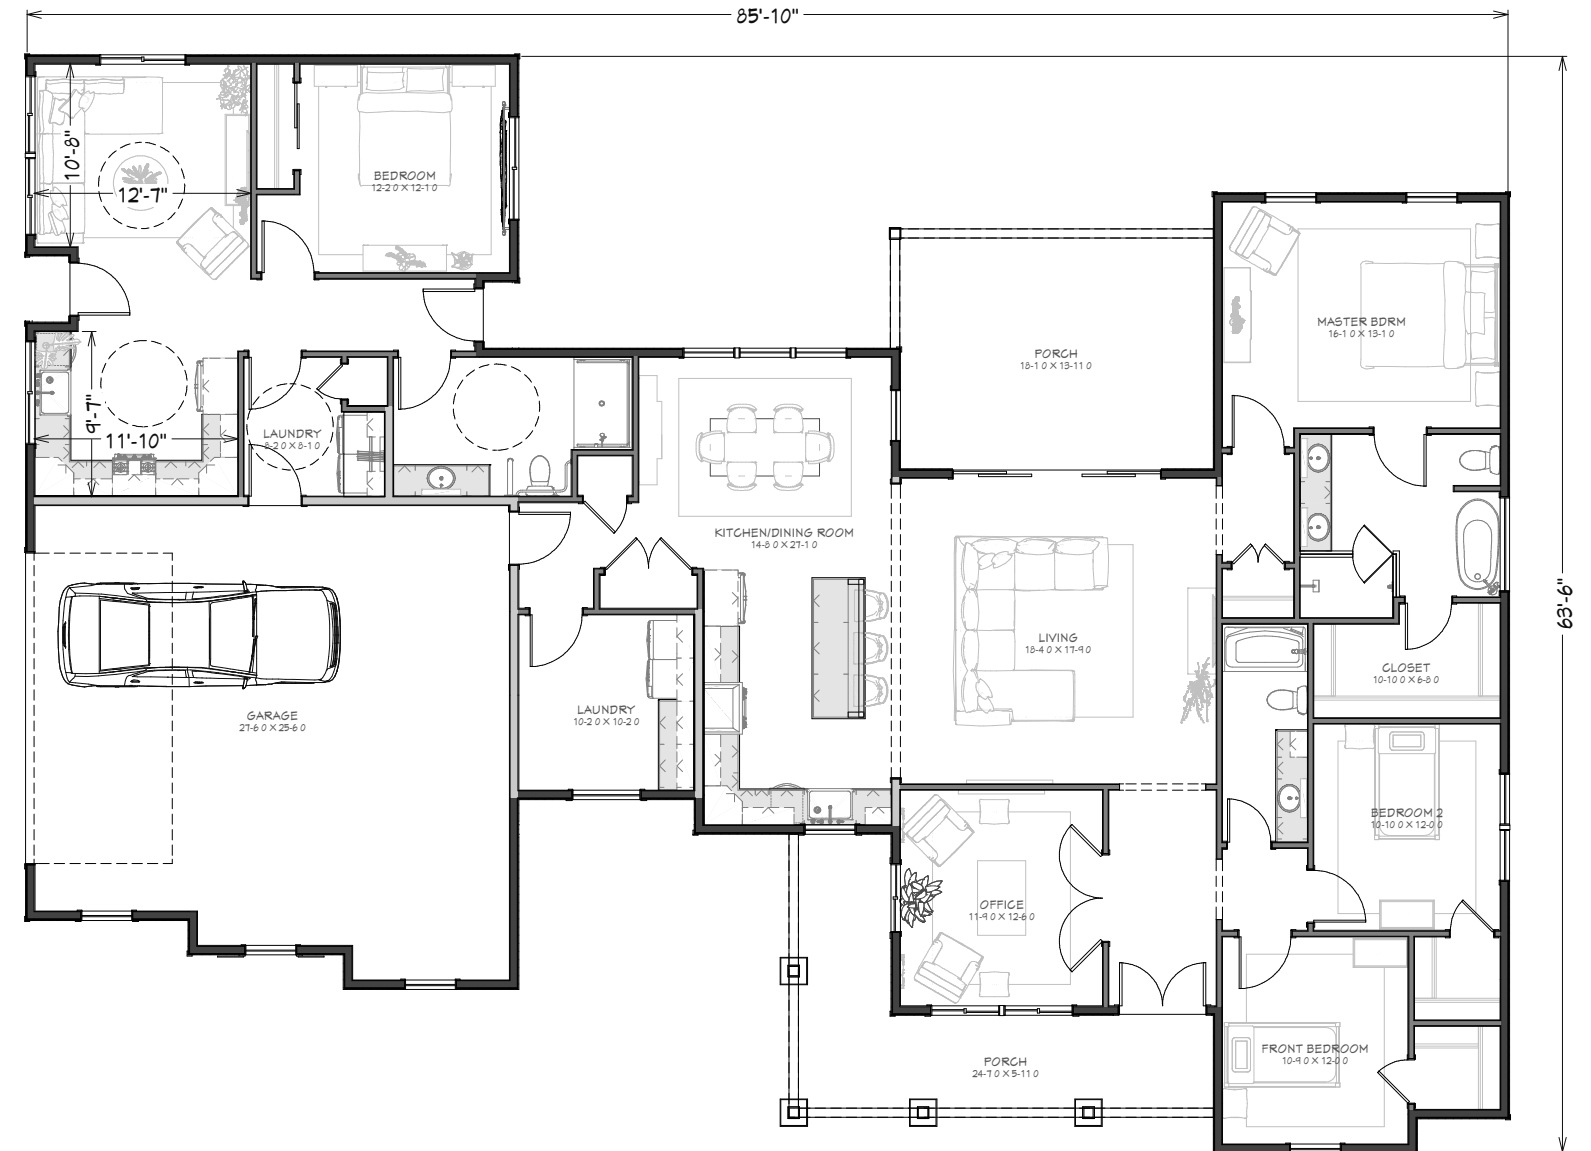 85'-10"
10'-8"
12'-7"
BEDROOM
12-2 0 X 12-1 0
MASTER BDRM
16-1 0 X 13-1 0
PORCH
18-1 0 X 13-11 0
9'-7"
11'-10"
LAUNDRY
8-2 0 X 8-1 0
KITCHEN/DINING ROOM
14-8 0 X 27-1 0
63'-6"
LIVING
18-4 0 X 17-9 0
CLOSET
10-10 0 X 6-8 0
GARAGE
27-6 0 X 25-6 0
LAUNDRY
10-2 0 X 10-2 0
BEDROOM 2
10-10 0 X 12-0 0
OFFICE
11-9 0 X 12-6 0
FRONT BEDROOM
10-9 0 X 12-0 0
PORCH
24-7 0 X 5-11 0